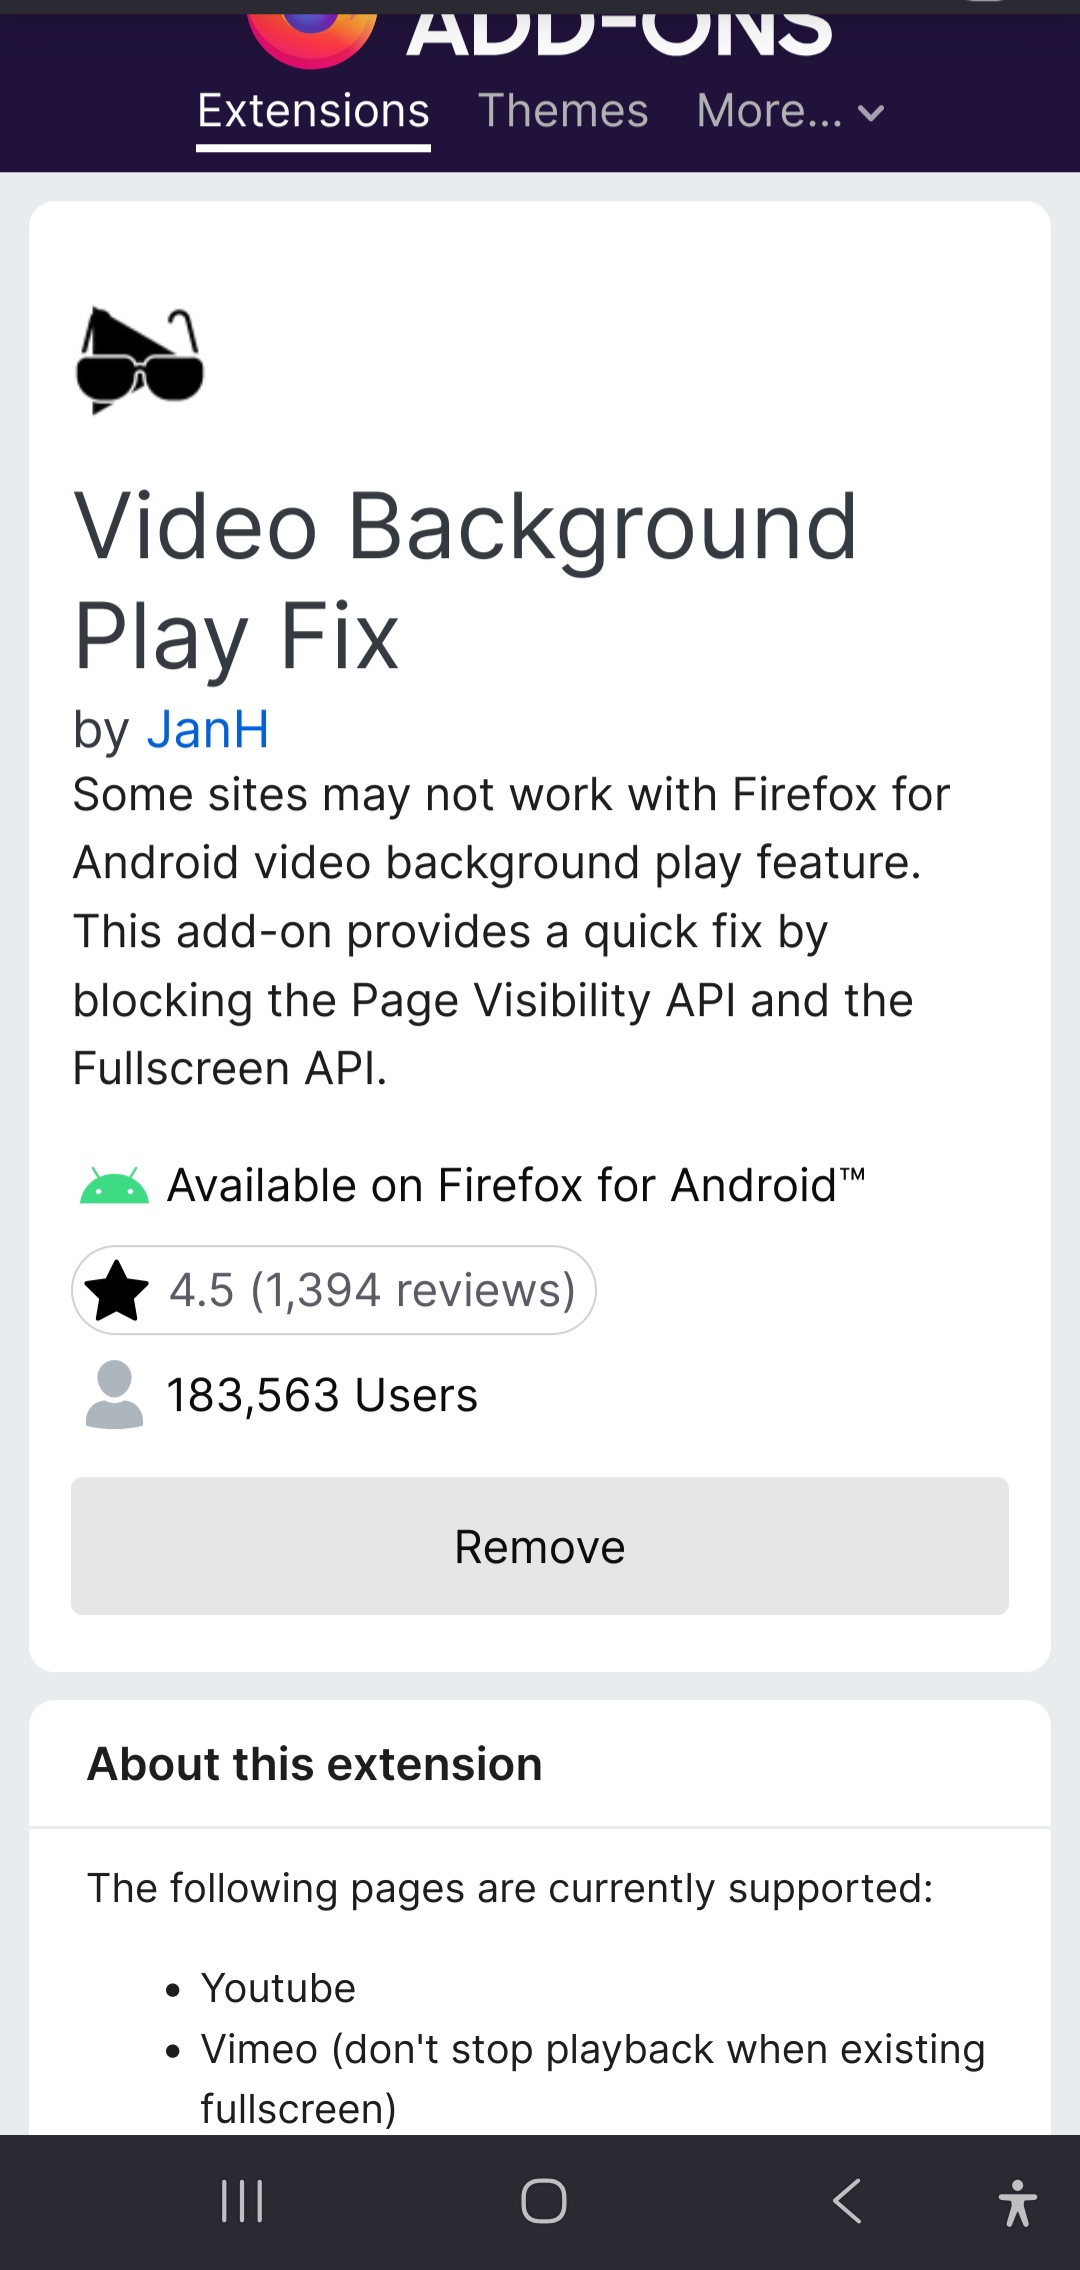 ADD-ONS
Extensions Themes More...
Video Background
Play Fix
by JanH
Some sites may not work with Firefox for
Android video background play feature.
This add-on provides a quick fix by
blocking the Page Visibility API and the
Fullscreen API.
Available on Firefox for Android™
4.5 (1,394 reviews)
183,563 Users
Remove
About this extension
The following pages are currently supported:
• Youtube
• Vimeo (don't stop playback when existing
fullscreen)